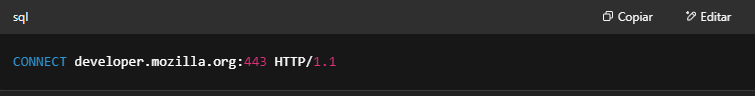 sql
Copiar
Editar
CONNECT developer.mozilla.org:443 HTTP/1.1